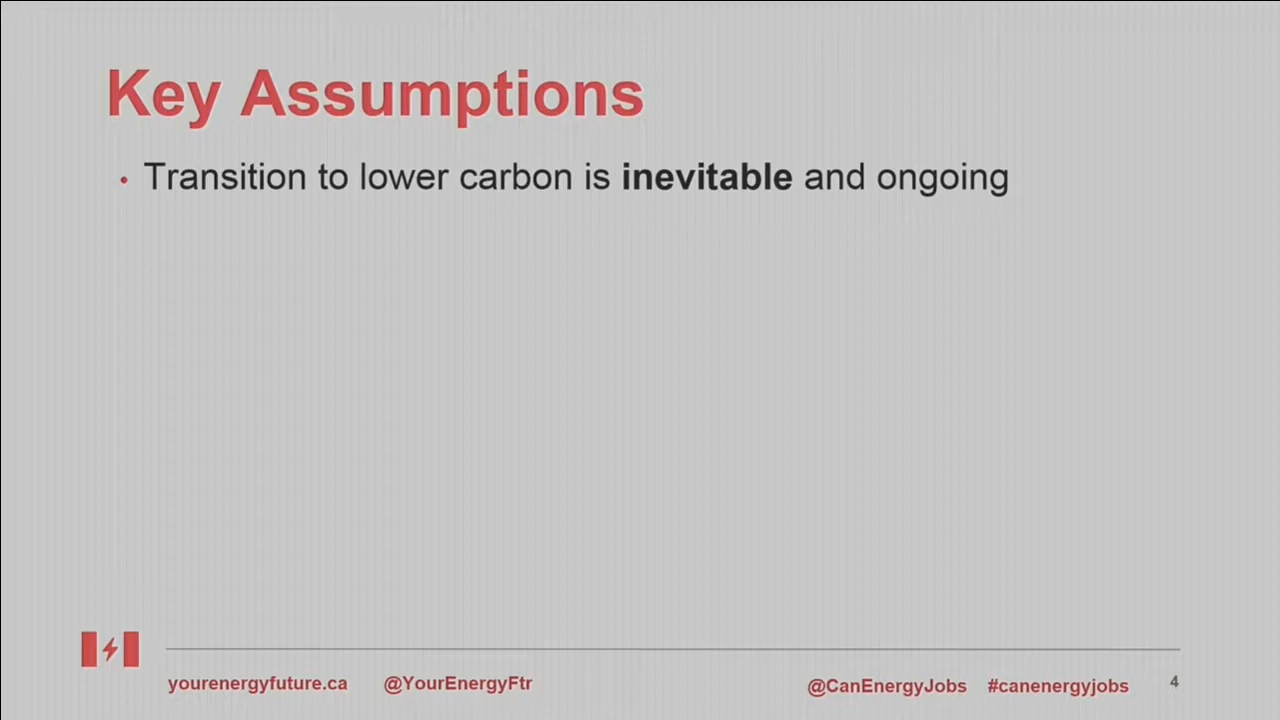 Key Assumptions
• Transition to lower carbon is inevitable and ongoing
yourenergyfuture.ca @YourEnergyFtr @CanEnergyJobs #canenergyjobs 4